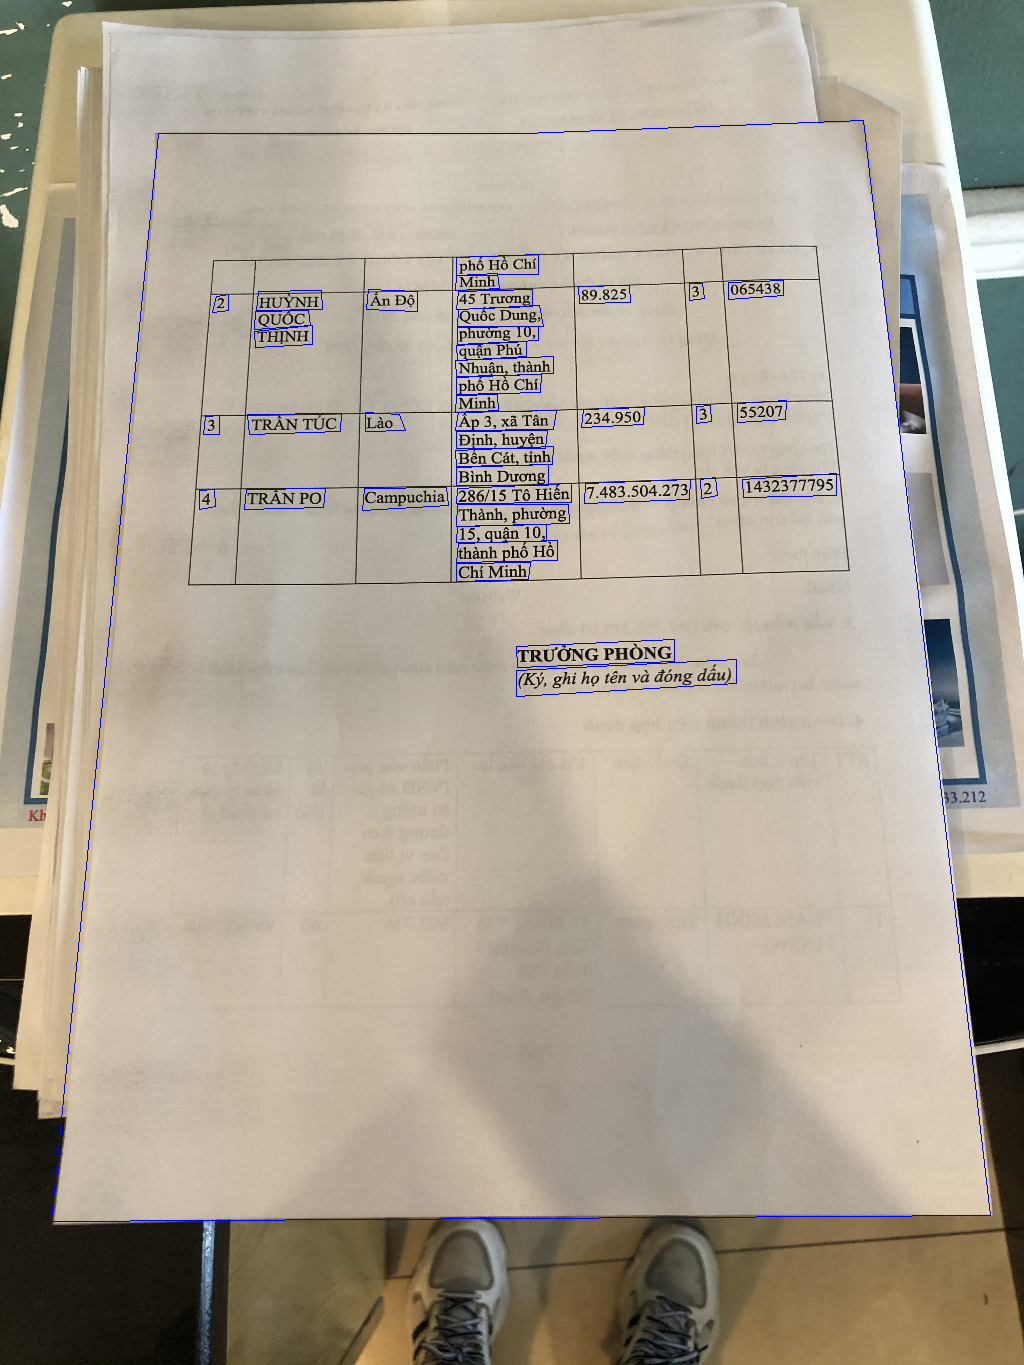 phố Hồ Chí
Minh
2 HUỲNH QUỐC THỊNH Ấn Độ 45 Trương 89.825 3 065438
Quốc Dung,
phường 10,
quận Phú
Nhuận, thành
phố Hồ Chí
Minh
3 TRẦN TÚC Lào Ấp 3, xã Tân 234.950 3 55207
Định, huyện
Bến Cát, tỉnh
Bình Dương
4 TRẦN PO Campuchia 286/15 Tô Hiến 7.483.504.273 2 1432377795
Thành, phường
15, quận 10,
thành phố Hồ
Chí Minh
TRƯỞNG PHÒNG
(Ký, ghi họ tên và đóng dấu)
Kh
33.212